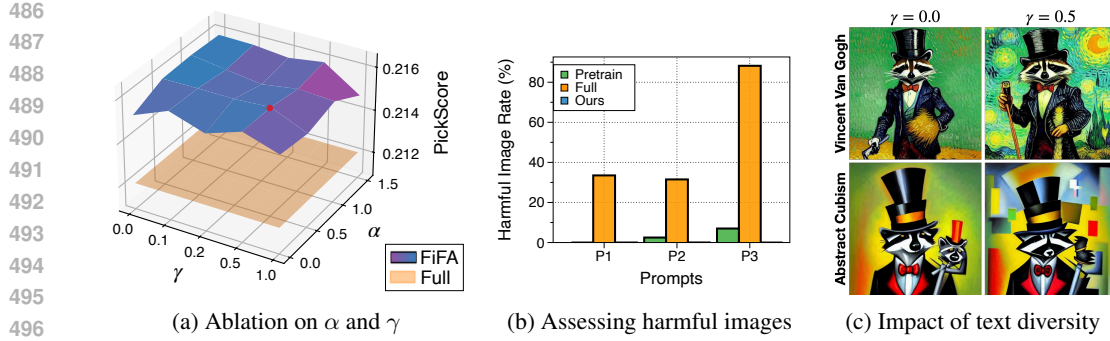 486
487
488
489
490
491
492
493
494
495
496
0.216
0.214
0.212
PickScore
0.0
0.1
0.2
0.5
1.0
γ
0.0
0.5
1.0
1.5
α
FiFA
Full
(a) Ablation on α and γ
Harmful Image Rate (%)
80
60
40
20
0
Pretrain
Full
Ours
P1 P2 P3
Prompts
(b) Assessing harmful images
γ = 0.0 γ = 0.5
Vincent Van Gogh
Abstract Cubism
(c) Impact of text diversity